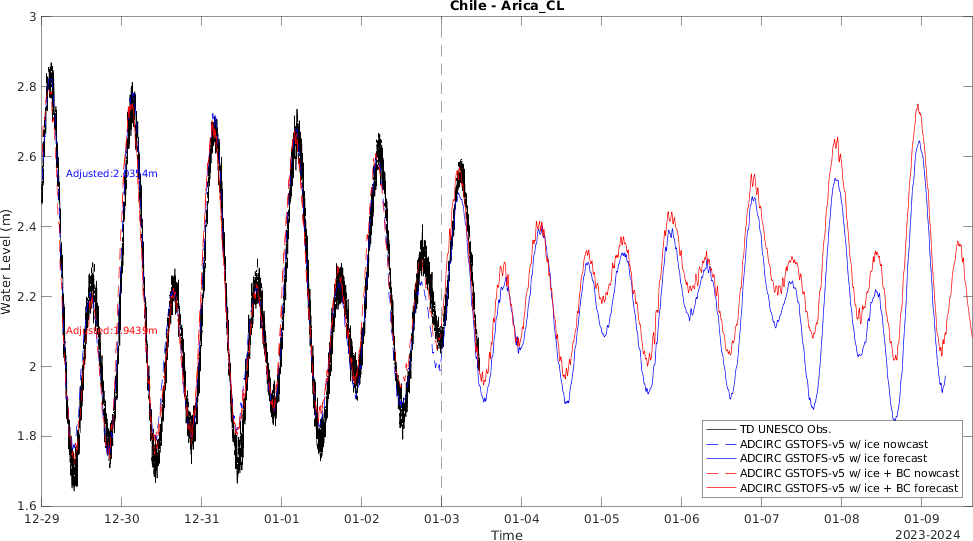 Chile - Arica_CL
3
2.8
2.6
2.4
2.2
2
1.8
1.6
Water Level (m)
Adjusted:2.0354m
Adjusted:1.9439m
TD UNESCO Obs.
ADCIRC GSTOFS-v5 w/ ice nowcast
ADCIRC GSTOFS-v5 w/ ice forecast
ADCIRC GSTOFS-v5 w/ ice + BC nowcast
ADCIRC GSTOFS-v5 w/ ice + BC forecast
12-29 12-30 12-31 01-01 01-02 01-03 01-04 01-05 01-06 01-07 01-08 01-09
Time
2023-2024